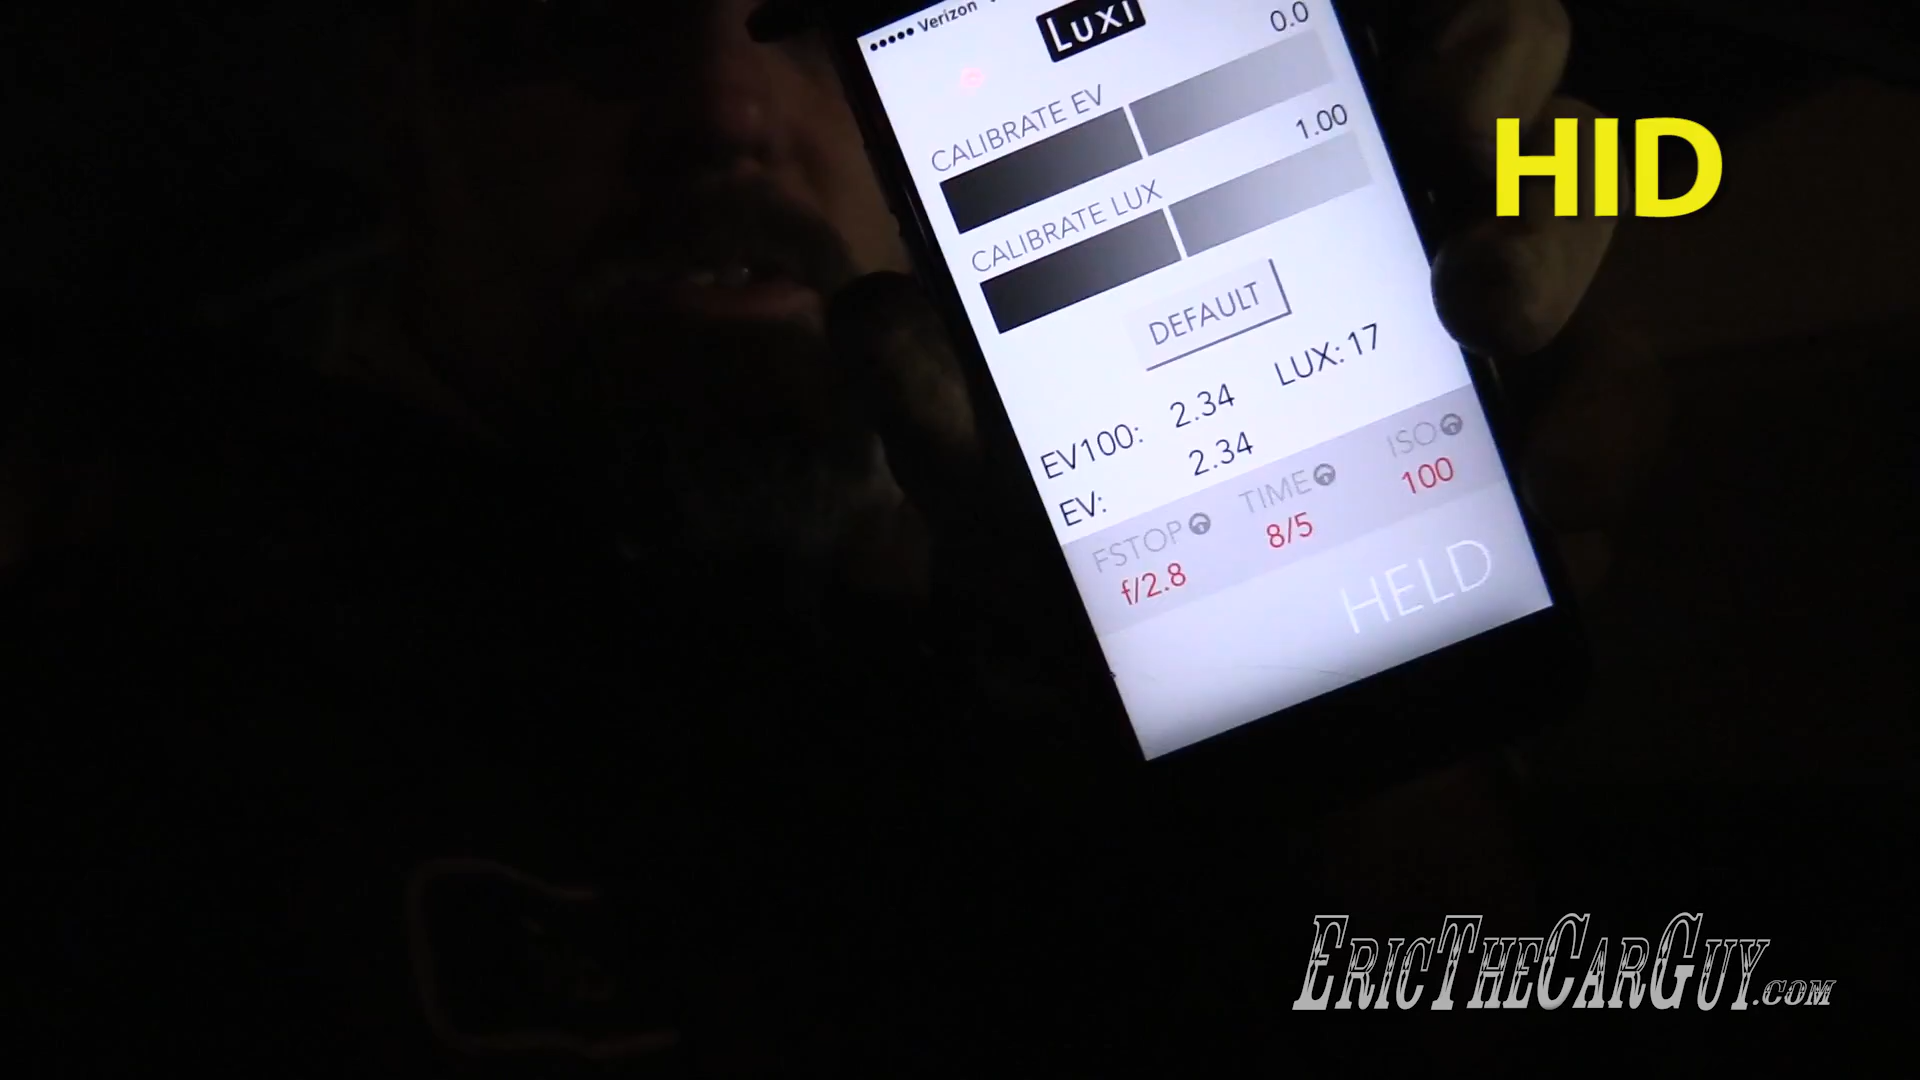 ●●●●● Verizon
LUXI
0.0
CALIBRATE EV
1.00
CALIBRATE LUX
DEFAULT
LUX: 17
EV100: 2.34
EV: 2.34
FSTOP TIME ISO
f/2.8 8/5 100
HELD
HID
ERICTHECARGUY.COM